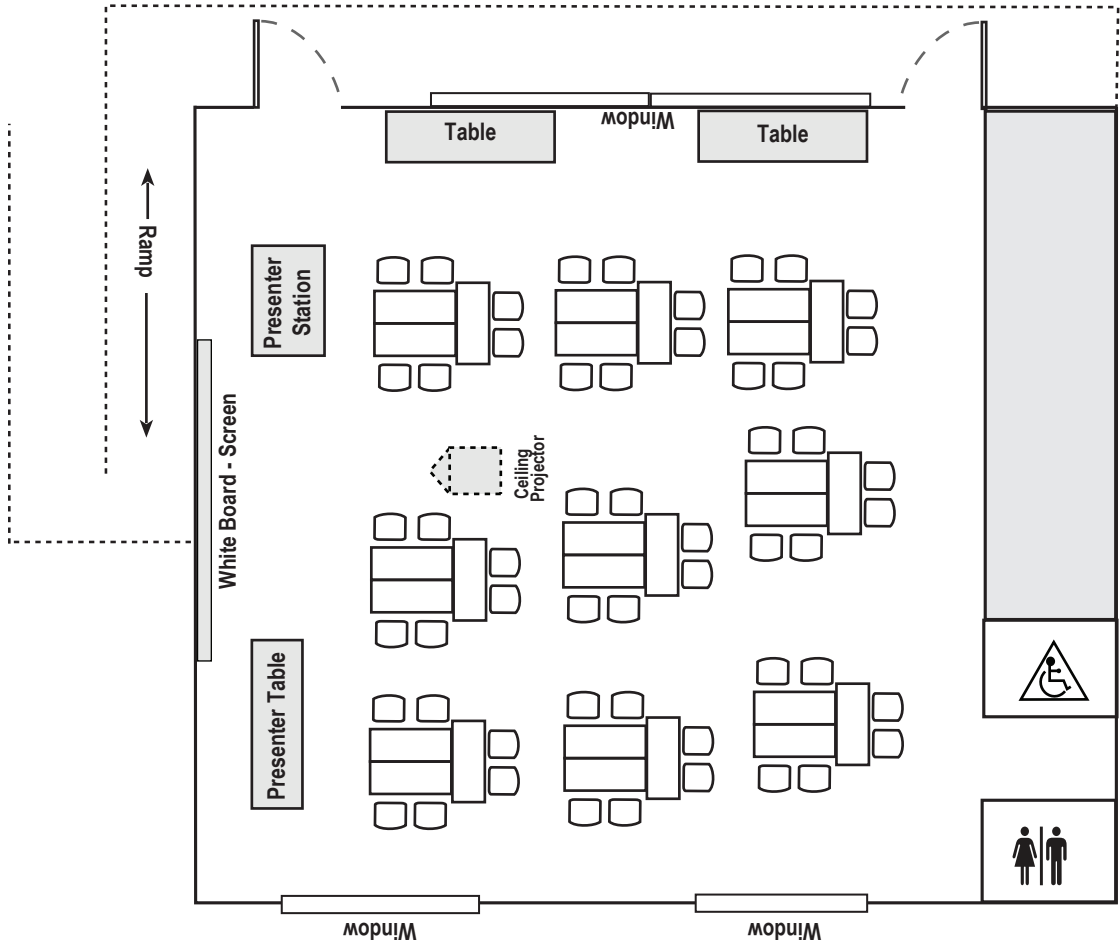 Table
Window
Table
Ramp
Presenter
Station
White Board - Screen
Ceiling
Projector
Presenter Table
Window
Window